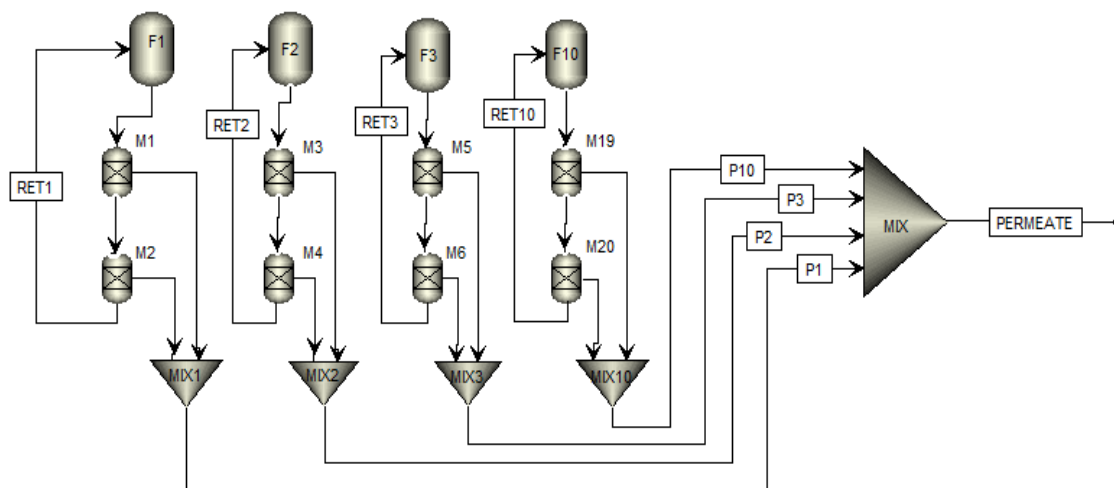 F1
F2
F3
F10
RET1
RET2
RET3
RET10
M1
M3
M5
M19
M2
M4
M6
M20
P10
P3
P2
P1
MIX
PERMEATE
MIX1
MIX2
MIX3
MIX10